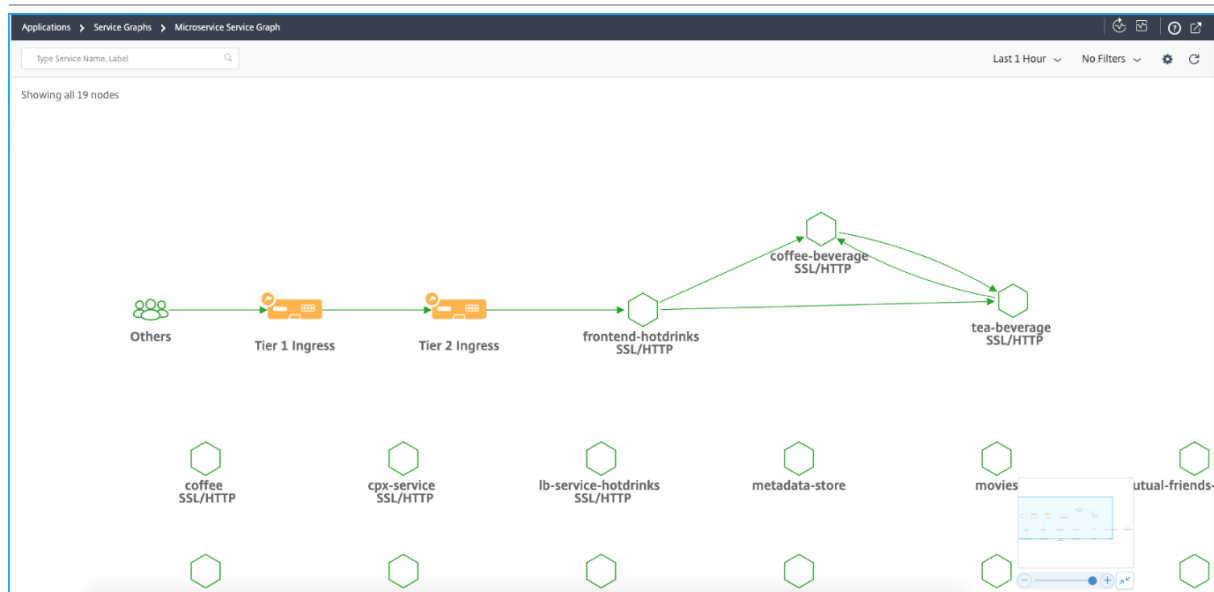 Applications > Service Graphs > Microservice Service Graph
Type Service Name, Label
Last 1 Hour
No Filters
Showing all 19 nodes
coffee-beverage
SSL/HTTP
Others
Tier 1 Ingress
Tier 2 Ingress
frontend-hotdrinks
SSL/HTTP
tea-beverage
SSL/HTTP
coffee
SSL/HTTP
cpx-service
SSL/HTTP
lb-service-hotdrinks
SSL/HTTP
metadata-store
movies
utual-friends-